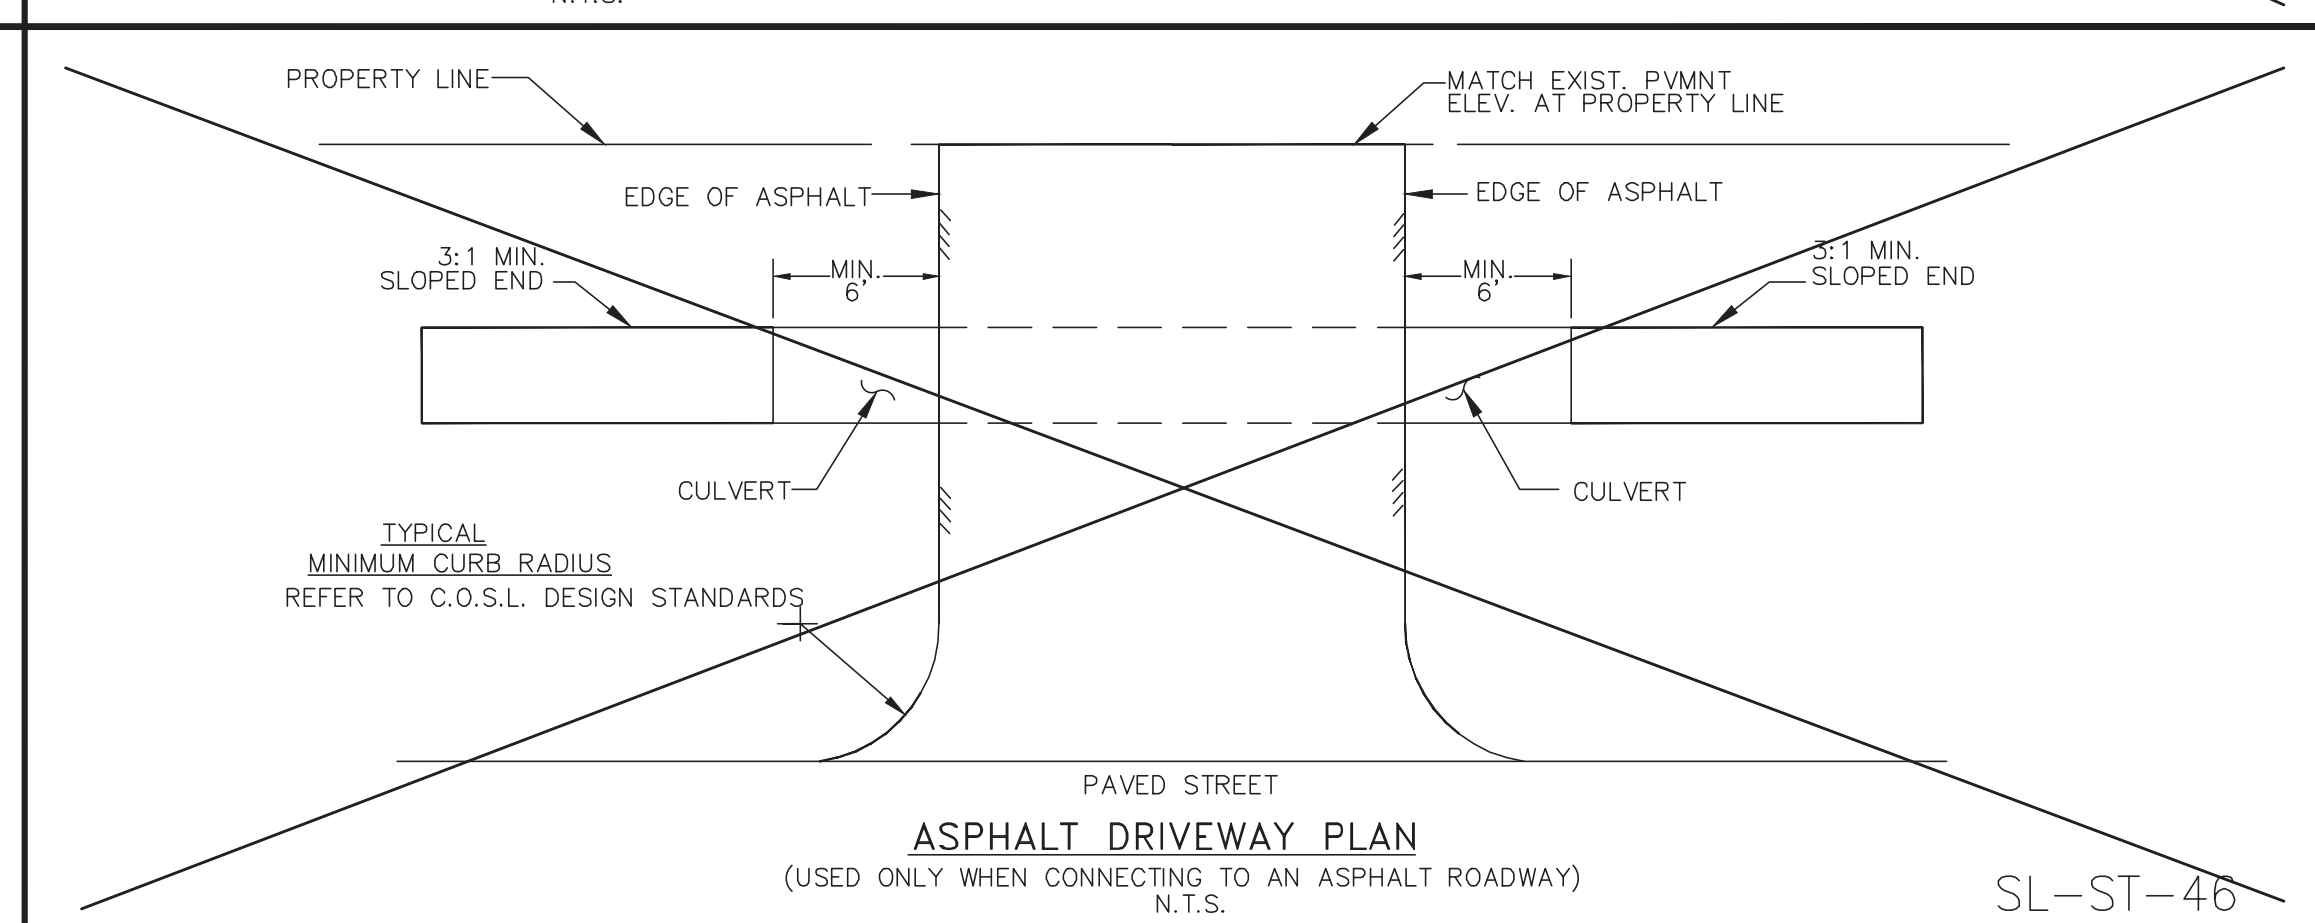 N.T.S.
PROPERTY LINE
MATCH EXIST. PVMNT
ELEV. AT PROPERTY LINE
EDGE OF ASPHALT
EDGE OF ASPHALT
3:1 MIN.
SLOPED END
MIN.
6'
MIN.
6'
3:1 MIN.
SLOPED END
CULVERT
CULVERT
TYPICAL
MINIMUM CURB RADIUS
REFER TO C.O.S.L. DESIGN STANDARDS
PAVED STREET
ASPHALT DRIVEWAY PLAN
(USED ONLY WHEN CONNECTING TO AN ASPHALT ROADWAY)
N.T.S.
SL-ST-46